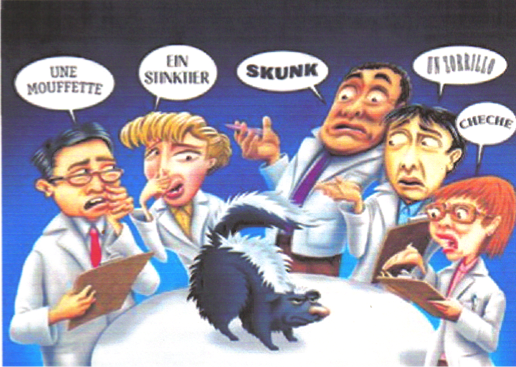 UNE
MOUFFETTE
EIN
STINKTIER
SKUNK
UN ZORRILLO
CHECHE